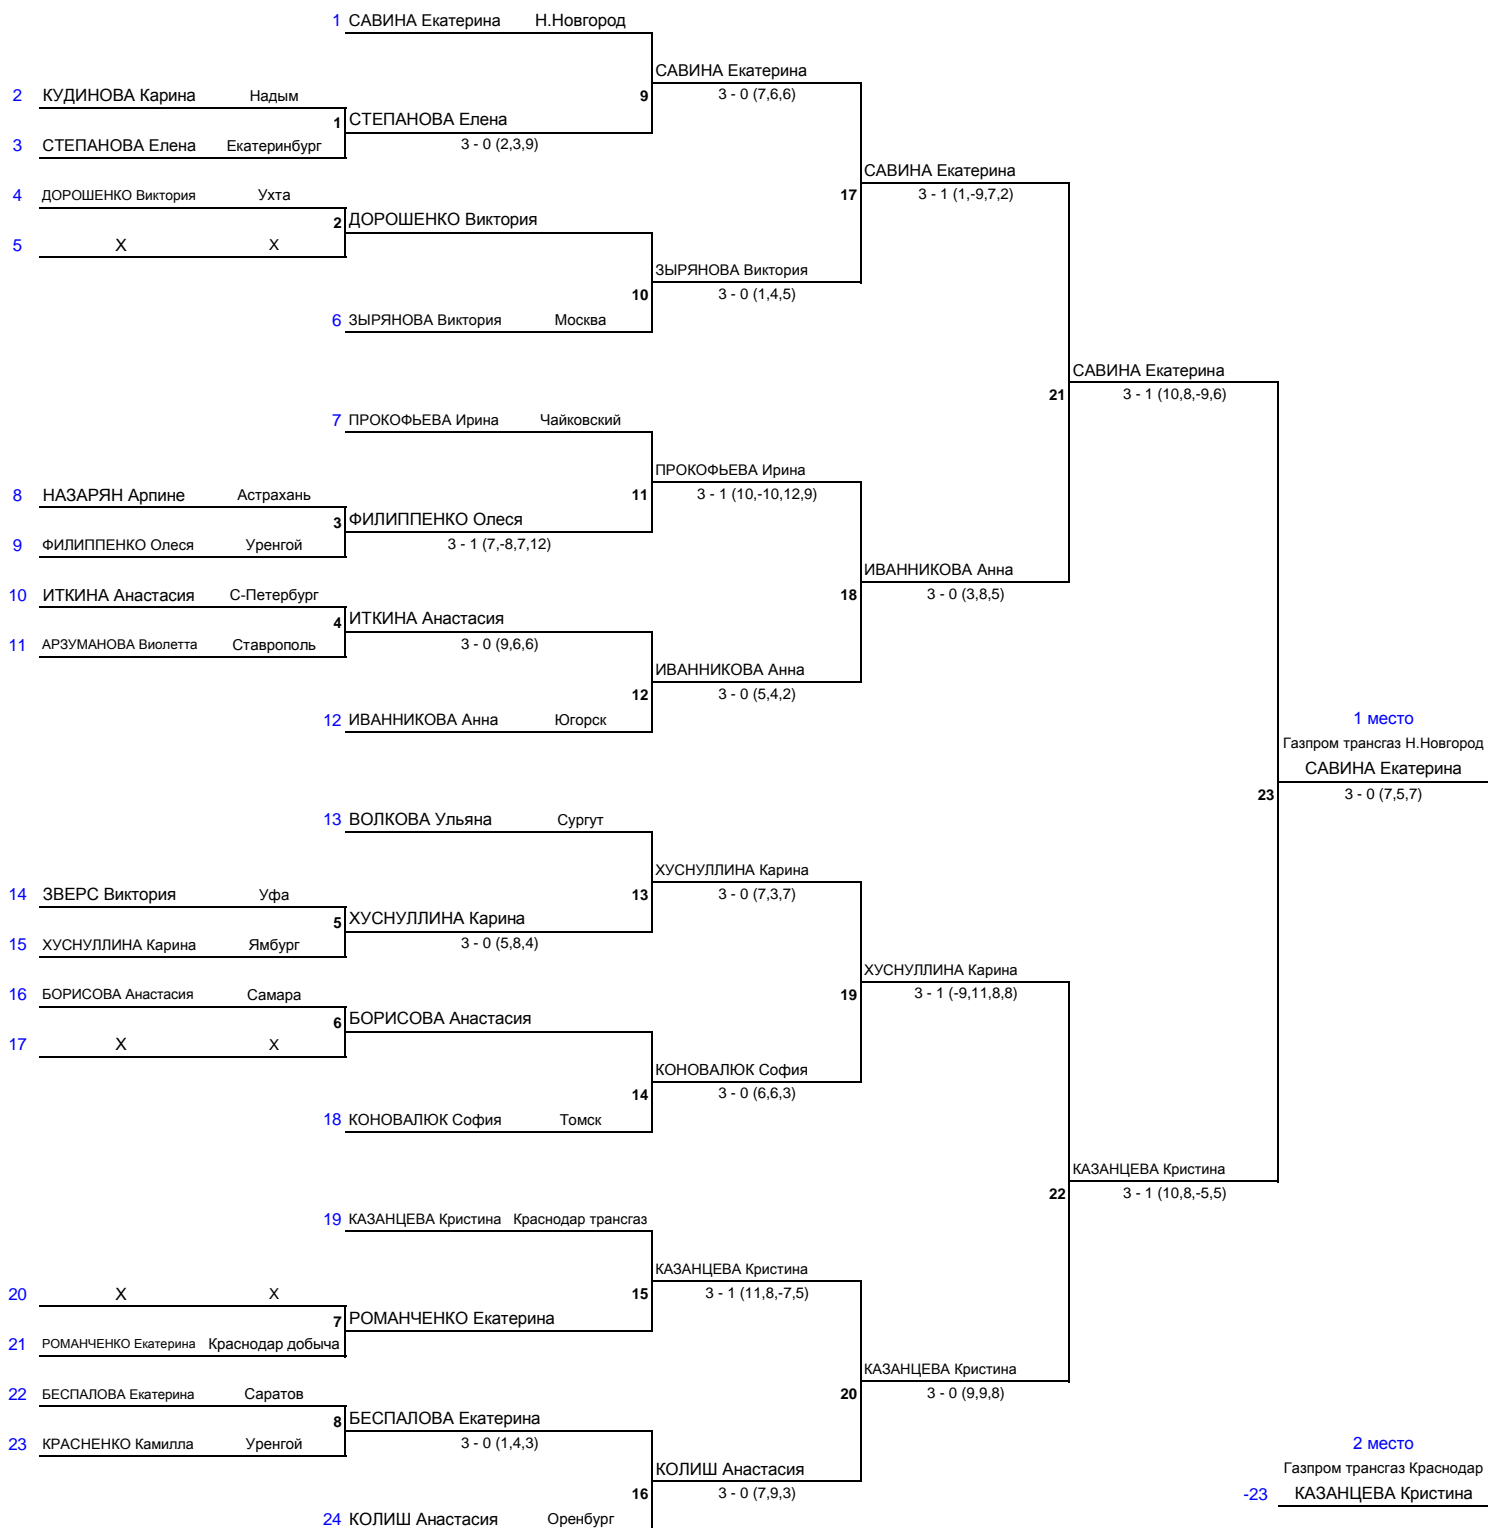 1 САВИНА Екатерина Н.Новгород
САВИНА Екатерина
2 КУДИНОВА Карина Надым 9 3 - 0 (7,6,6)
1 СТЕПАНОВА Елена
3 СТЕПАНОВА Елена Екатеринбург 3 - 0 (2,3,9)
САВИНА Екатерина
4 ДОРОШЕНКО Виктория Ухта 17 3 - 1 (1,-9,7,2)
2 ДОРОШЕНКО Виктория
5 X X
ЗЫРЯНОВА Виктория
10 3 - 0 (1,4,5)
6 ЗЫРЯНОВА Виктория Москва
САВИНА Екатерина
21 3 - 1 (10,8,-9,6)
7 ПРОКОФЬЕВА Ирина Чайковский
ПРОКОФЬЕВА Ирина
8 НАЗАРЯН Арпине Астрахань 11 3 - 1 (10,-10,12,9)
3 ФИЛИППЕНКО Олеся
9 ФИЛИППЕНКО Олеся Уренгой 3 - 1 (7,-8,7,12)
ИВАННИКОВА Анна
10 ИТКИНА Анастасия С-Петербург 18 3 - 0 (3,8,5)
4 ИТКИНА Анастасия
11 АРЗУМАНОВА Виолетта Ставрополь 3 - 0 (9,6,6)
ИВАННИКОВА Анна
12 3 - 0 (5,4,2)
12 ИВАННИКОВА Анна Югорск 1 место
Газпром трансгаз Н.Новгород
САВИНА Екатерина
23 3 - 0 (7,5,7)
13 ВОЛКОВА Ульяна Сургут
ХУСНУЛЛИНА Карина
14 ЗВЕРС Виктория Уфа 13 3 - 0 (7,3,7)
5 ХУСНУЛЛИНА Карина
15 ХУСНУЛЛИНА Карина Ямбург 3 - 0 (5,8,4)
ХУСНУЛЛИНА Карина
16 БОРИСОВА Анастасия Самара 19 3 - 1 (-9,11,8,8)
6 БОРИСОВА Анастасия
17 X X
КОНОВАЛЮК София
14 3 - 0 (6,6,3)
18 КОНОВАЛЮК София Томск
КАЗАНЦЕВА Кристина
22 3 - 1 (10,8,-5,5)
19 КАЗАНЦЕВА Кристина Краснодар трансгаз
КАЗАНЦЕВА Кристина
20 X X 15 3 - 1 (11,8,-7,5)
7 РОМАНЧЕНКО Екатерина
21 РОМАНЧЕНКО Екатерина Краснодар добыча
КАЗАНЦЕВА Кристина
22 БЕСПАЛОВА Екатерина Саратов 20 3 - 0 (9,9,8)
8 БЕСПАЛОВА Екатерина
23 КРАСНЕНКО Камилла Уренгой 3 - 0 (1,4,3) 2 место
КОЛИШ Анастасия Газпром трансгаз Краснодар
16 3 - 0 (7,9,3) -23 КАЗАНЦЕВА Кристина
24 КОЛИШ Анастасия Оренбург